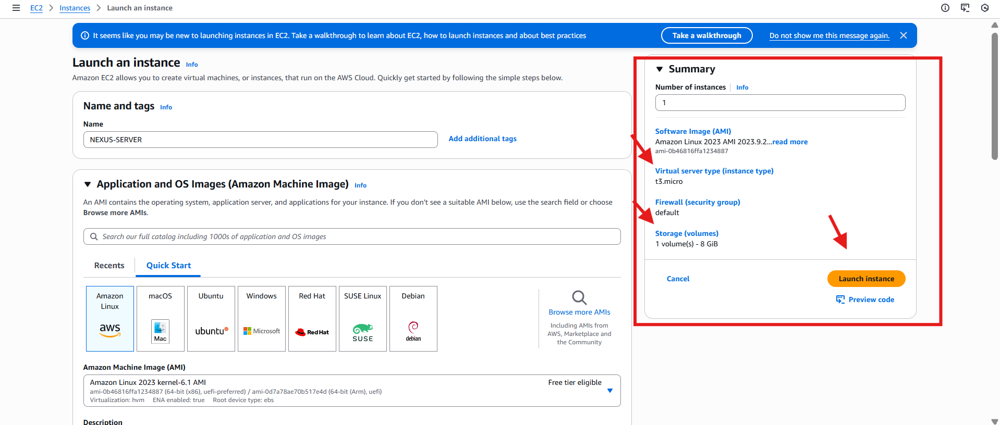 EC2 > Instances > Launch an instance
It seems like you may be new to launching instances in EC2. Take a walkthrough to learn about EC2, how to launch instances and about best practices
Take a walkthrough
Do not show me this message again.
Launch an instance Info
Amazon EC2 allows you to create virtual machines, or instances, that run on the AWS Cloud. Quickly get started by following the simple steps below.
Name and tags Info
Name
NEXUS-SERVER
Add additional tags
Application and OS Images (Amazon Machine Image) Info
An AMI contains the operating system, application server, and applications for your instance. If you don't see a suitable AMI below, use the search field or choose
Browse more AMIs.
Search our full catalog including 1000s of application and OS images
Recents
Quick Start
Amazon
Linux
aws
macOS
Mac
Ubuntu
ubuntu
Windows
Microsoft
Red Hat
Red Hat
SUSE Linux
SUSE
Debian
debian
Browse more AMIs
Including AMIs from
AWS, Marketplace and
the Community
Amazon Machine Image (AMI)
Amazon Linux 2023 kernel-6.1 AMI
Free tier eligible
ami-0b46816ffa1234887 (64-bit (x86), uefi-preferred) / ami-0d7a78ae70b517e4d (64-bit (Arm), uefi)
Virtualization: hvm ENA enabled: true Root device type: ebs
Description
Summary
Number of instances Info
1
Software Image (AMI)
Amazon Linux 2023 AMI 2023.9.2...read more
ami-0b46816ffa1234887
Virtual server type (instance type)
t3.micro
Firewall (security group)
default
Storage (volumes)
1 volume(s) - 8 GiB
Cancel
Launch instance
Preview code